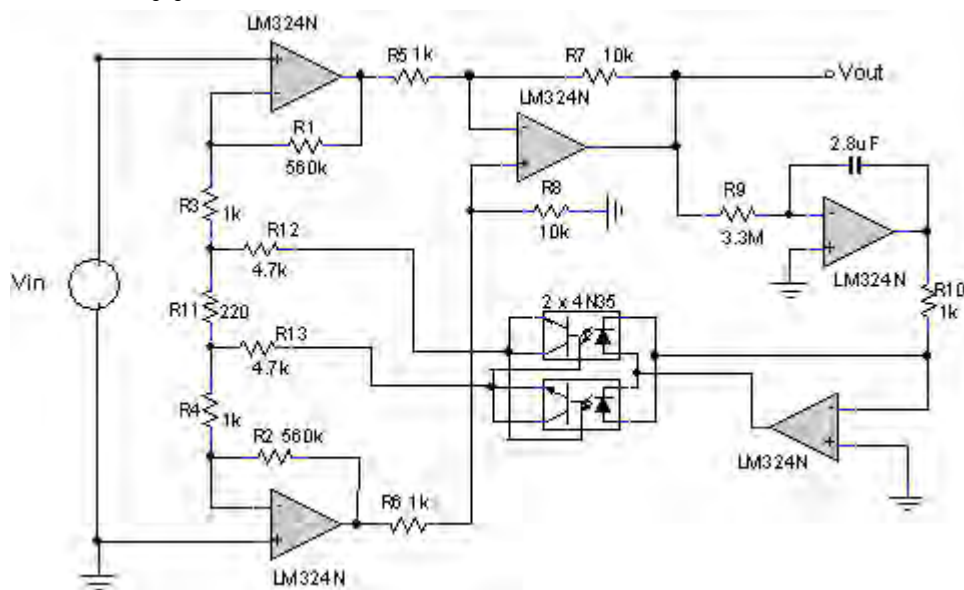 LM324N
R5 1k
R7 10k
Vout
LM324N
R1
560k
2.8uF
R8
10k
R9
3.3M
R3
1k
R12
4.7k
LM324N
Vin
R11 220
2 x 4N35
R10
1k
R13
4.7k
R4
1k
R2 560k
LM324N
R6 1k
LM324N